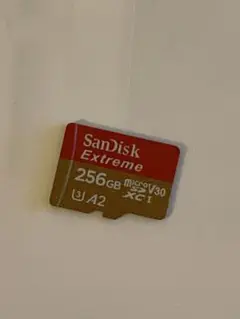 SanDisk
Extreme
256GB microSD XC I V30
U3 A2